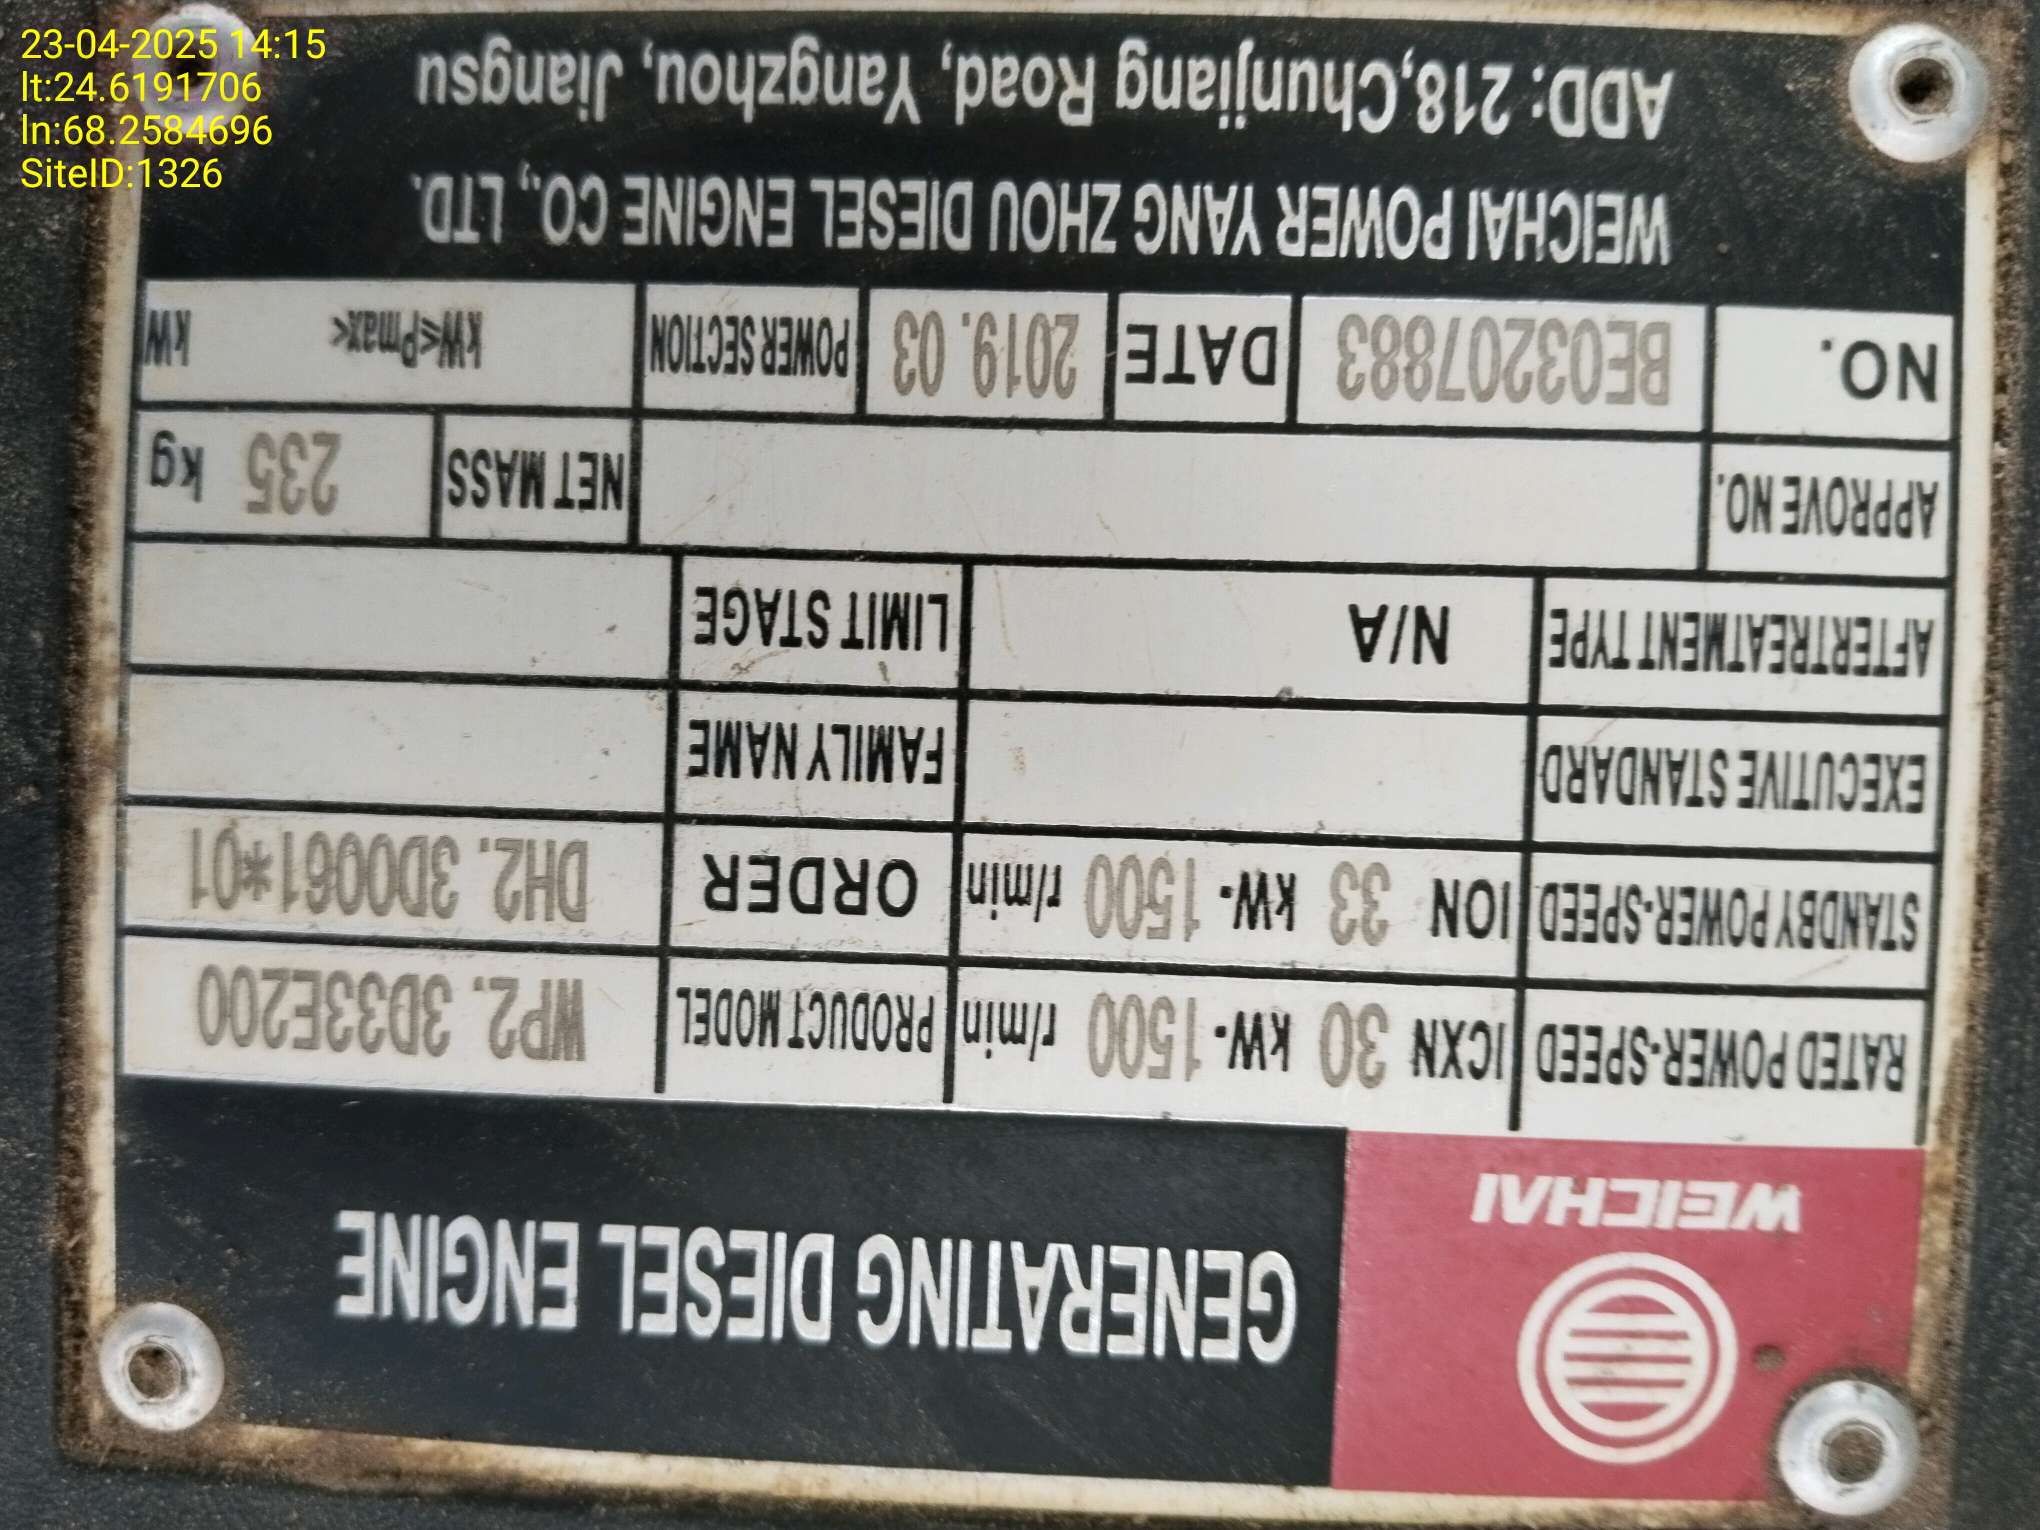 23-04-2025 14:15
lt:24.6191706
ln:68.2584696
SiteID:1326
WEICHAI
GENERATING DIESEL ENGINE
RATED POWER-SPEED ICXN 30 kW- 1500 r/min PRODUCT MODEL WP2. 3D33E200
STANDBY POWER-SPEED ION 33 kW- 1500 r/min ORDER DH2. 3D0061*01
EXECUTIVE STANDARD FAMILY NAME
AFTERTREATMENT TYPE N/A LIMIT STAGE
APPROVE NO. NET MASS 235 kg
NO. BE03207883 DATE 2019. 03 POWER SECTION kW≤Pmax< kW
WEICHAI POWER YANG ZHOU DIESEL ENGINE CO., LTD.
ADD: 218,Chunjiang Road, Yangzhou, Jiangsu